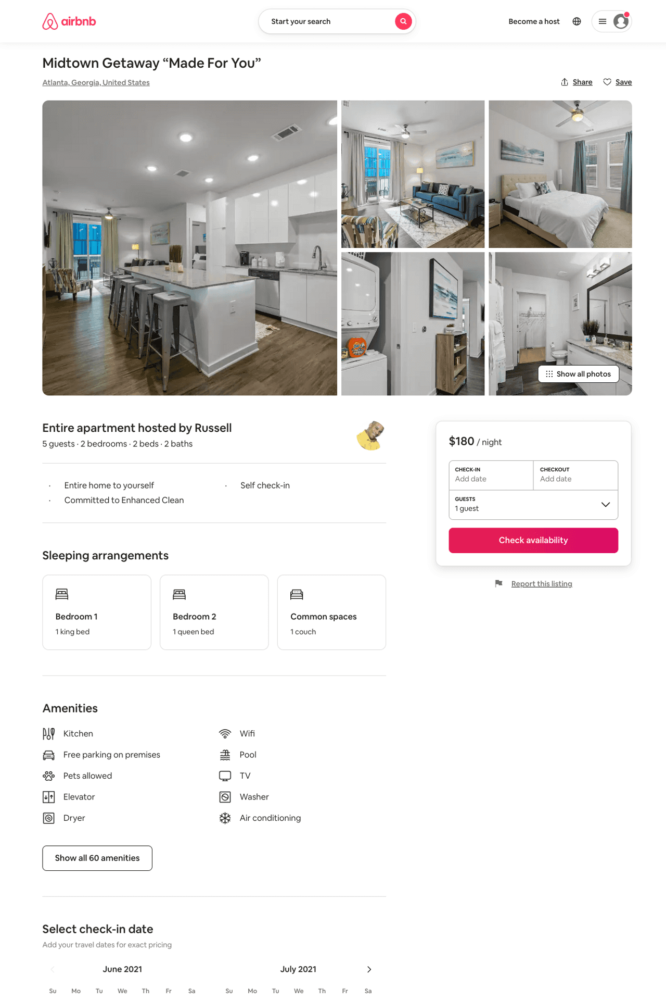 airbnb
Start your search
Become a host
Midtown Getaway “Made For You”
Atlanta, Georgia, United States
Share
Save
Show all photos
Entire apartment hosted by Russell
5 guests · 2 bedrooms · 2 beds · 2 baths
· Entire home to yourself
· Self check-in
· Committed to Enhanced Clean
$180 / night
CHECK-IN
Add date
CHECKOUT
Add date
GUESTS
1 guest
Check availability
Report this listing
Sleeping arrangements
Bedroom 1
1 king bed
Bedroom 2
1 queen bed
Common spaces
1 couch
Amenities
Kitchen
Wifi
Free parking on premises
Pool
Pets allowed
TV
Elevator
Washer
Dryer
Air conditioning
Show all 60 amenities
Select check-in date
Add your travel dates for exact pricing
June 2021
July 2021
Su Mo Tu We Th Fr Sa
Su Mo Tu We Th Fr Sa